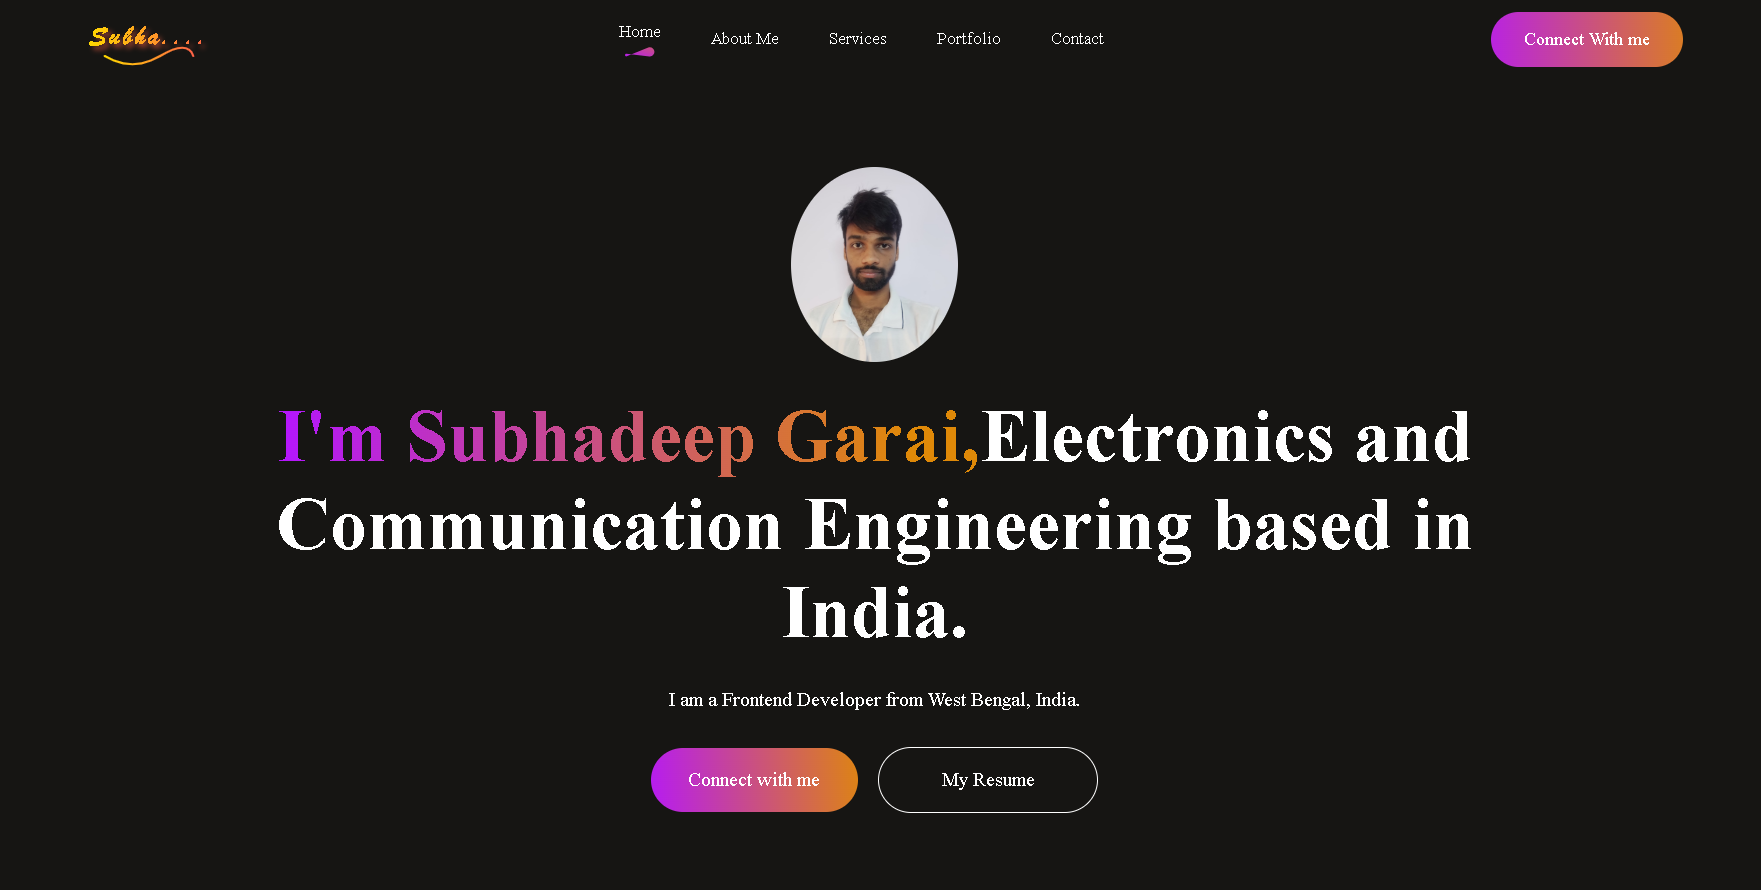 Subha....
Home
About Me
Services
Portfolio
Contact
Connect With me
I'm Subhadeep Garai,Electronics and
Communication Engineering based in
India.
I am a Frontend Developer from West Bengal, India.
Connect with me
My Resume